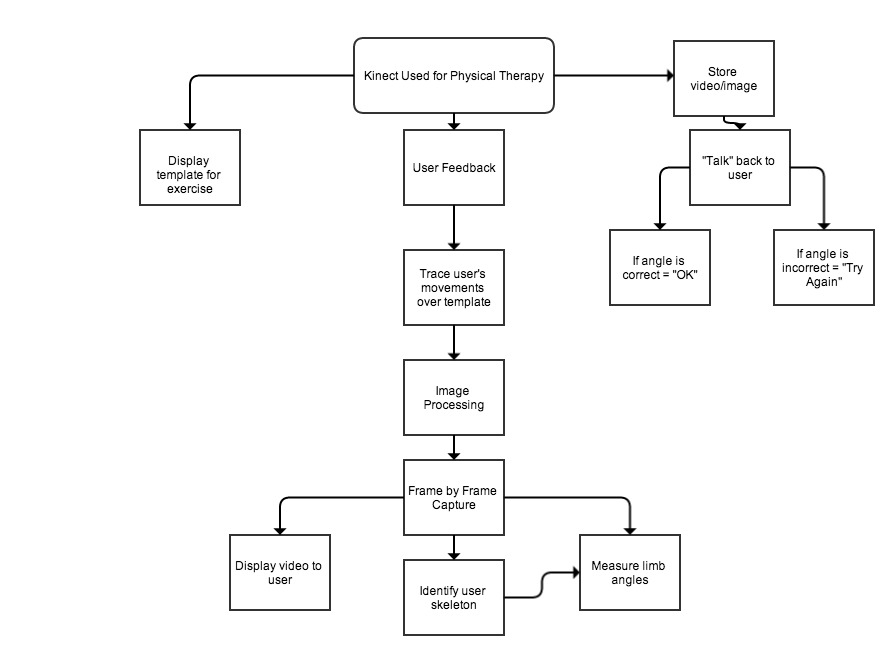 Kinect Used for Physical Therapy
Store
video/image
Display
template for
exercise
User Feedback
"Talk" back to
user
Trace user's
movements
over template
If angle is
correct = "OK"
If angle is
incorrect = "Try
Again"
Image
Processing
Frame by Frame
Capture
Display video to
user
Identify user
skeleton
Measure limb
angles